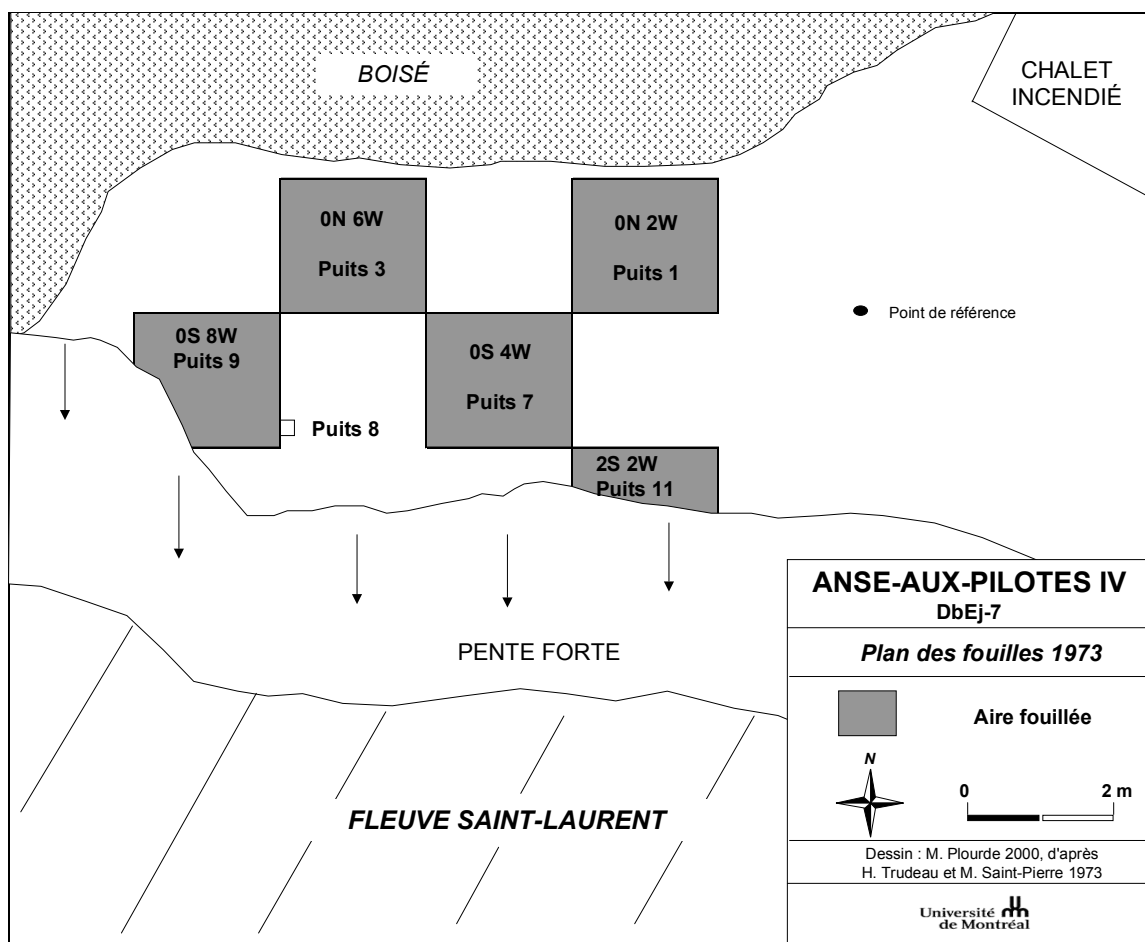 BOISÉ
CHALET
INCENDIÉ
0N 6W
Puits 3
0N 2W
Puits 1
Point de référence
0S 8W
Puits 9
0S 4W
Puits 7
Puits 8
2S 2W
Puits 11
PENTE FORTE
FLEUVE SAINT-LAURENT
ANSE-AUX-PILOTES IV
DbEj-7
Plan des fouilles 1973
Aire fouillée
N
0 2 m
Dessin : M. Plourde 2000, d'après
H. Trudeau et M. Saint-Pierre 1973
Université
de Montréal